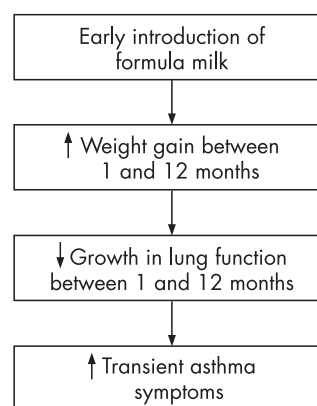 Early introduction of
formula milk
↑ Weight gain between
1 and 12 months
↓ Growth in lung function
between 1 and 12 months
↑ Transient asthma
symptoms